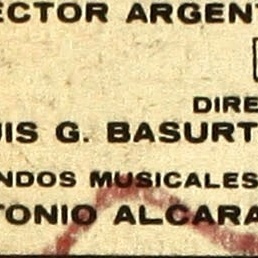 ECTOR ARGENT
DIRE
UIS G. BASURT
NDOS MUSICALES
TONIO ALCARA